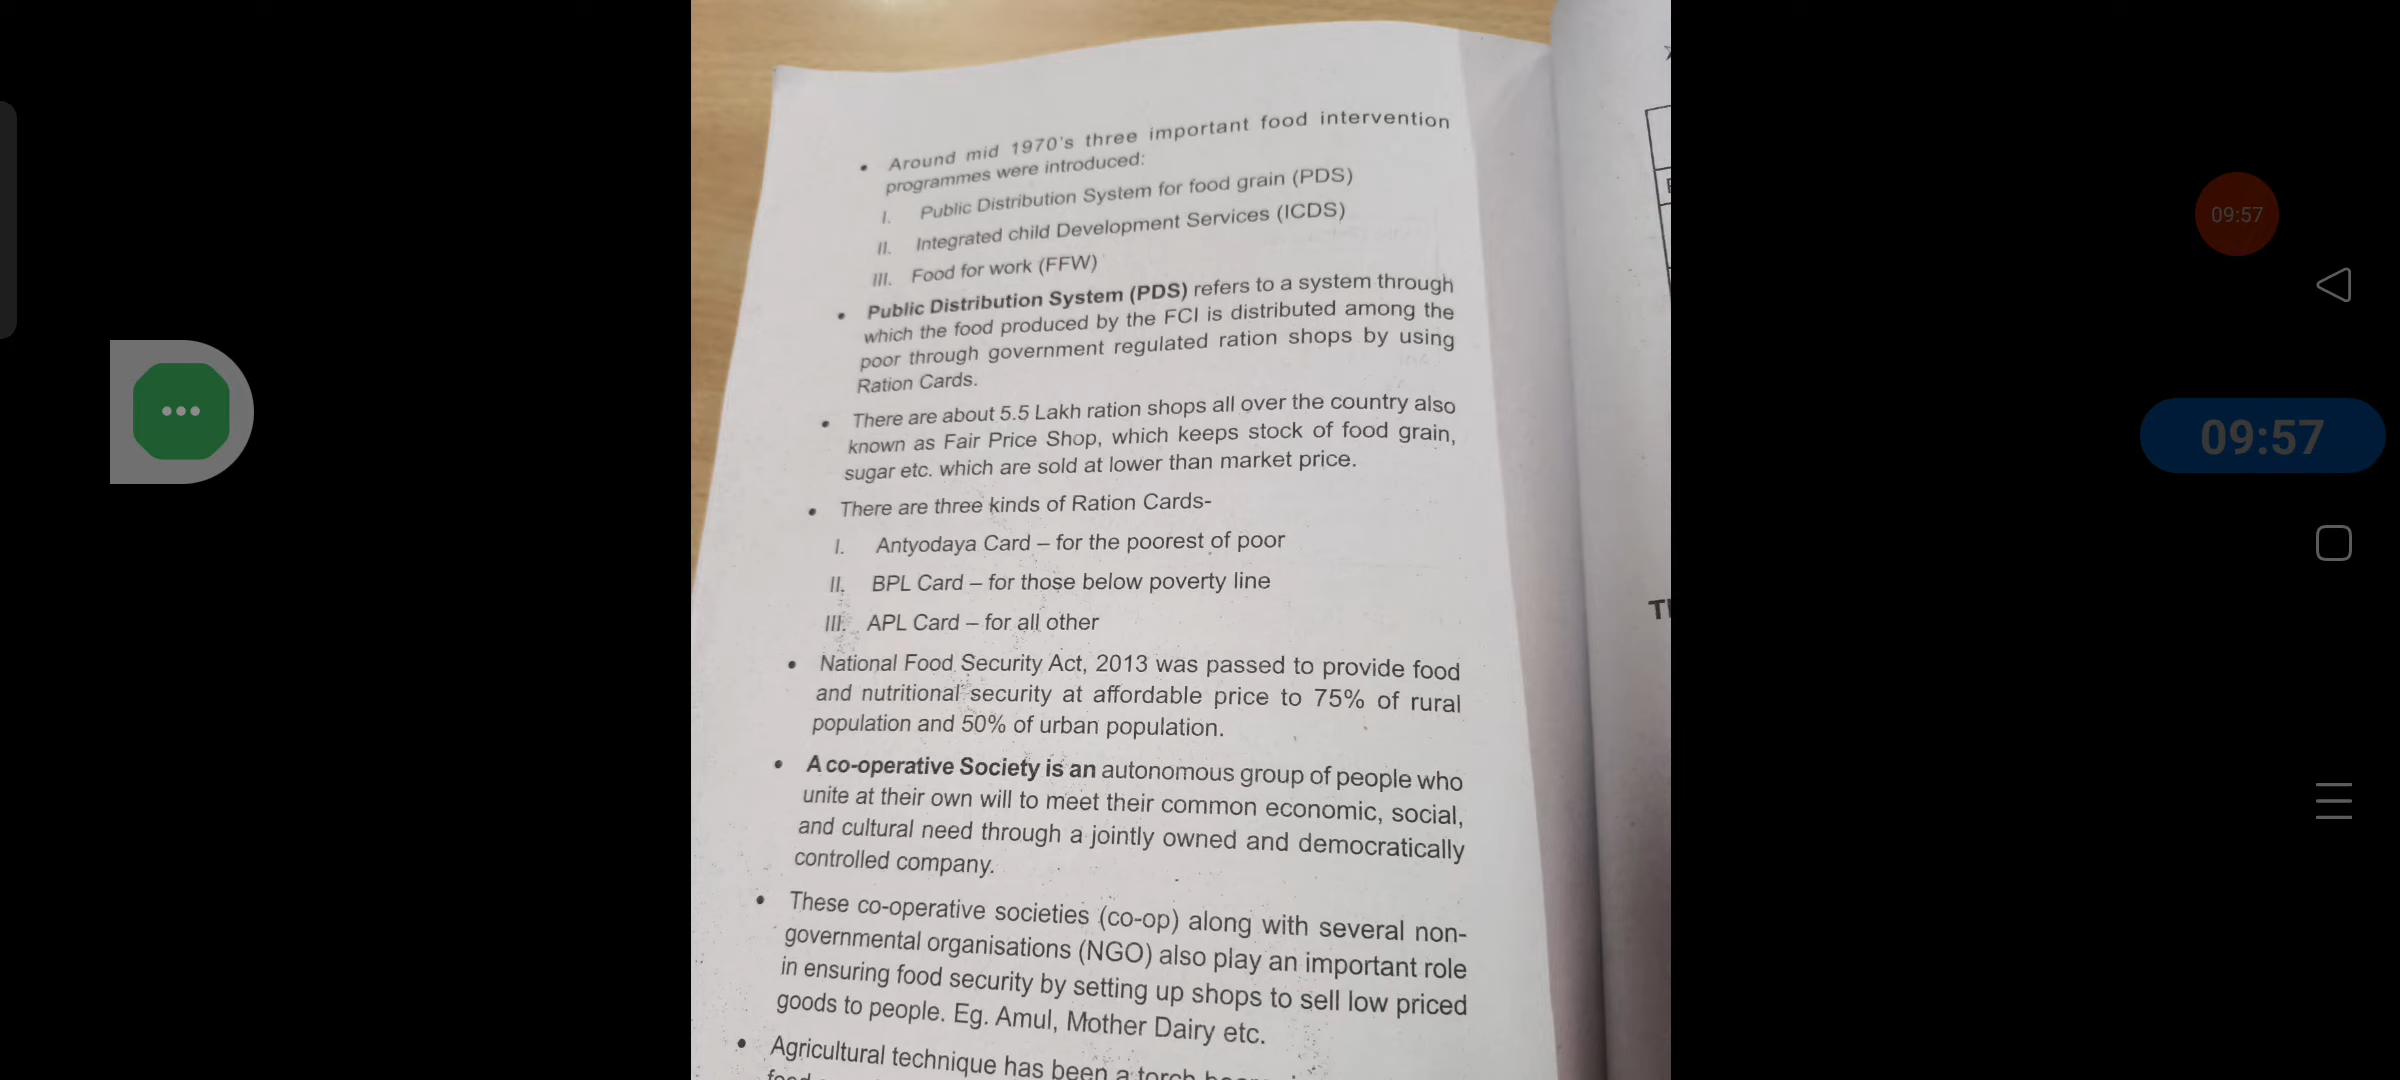 • Around mid 1970's three important food intervention
programmes were introduced:
I. Public Distribution System for food grain (PDS)
II. Integrated child Development Services (ICDS)
III. Food for work (FFW)
• Public Distribution System (PDS) refers to a system through
which the food produced by the FCI is distributed among the
poor through government regulated ration shops by using
Ration Cards.
• There are about 5.5 Lakh ration shops all over the country also
known as Fair Price Shop, which keeps stock of food grain,
sugar etc. which are sold at lower than market price.
• There are three kinds of Ration Cards-
I. Antyodaya Card – for the poorest of poor
II. BPL Card – for those below poverty line
III. APL Card – for all other
• National Food Security Act, 2013 was passed to provide food
and nutritional security at affordable price to 75% of rural
population and 50% of urban population.
• A co-operative Society is an autonomous group of people who
unite at their own will to meet their common economic, social,
and cultural need through a jointly owned and democratically
controlled company.
• These co-operative societies (co-op) along with several non-
governmental organisations (NGO) also play an important role
in ensuring food security by setting up shops to sell low priced
goods to people. Eg. Amul, Mother Dairy etc.
• Agricultural technique has been a torch
09:57
09:57